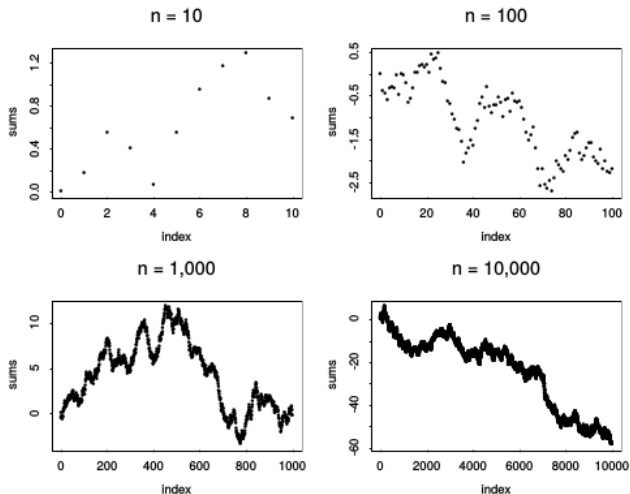 n = 10
n = 100
sums
0.0 0.4 0.8 1.2
0 2 4 6 8 10
index
sums
-2.5 -1.5 -0.5 0.5
0 20 40 60 80 100
index
n = 1,000
n = 10,000
sums
0 5 10
0 200 400 600 800 1000
index
sums
-60 -40 -20 0
0 2000 4000 6000 8000 10000
index